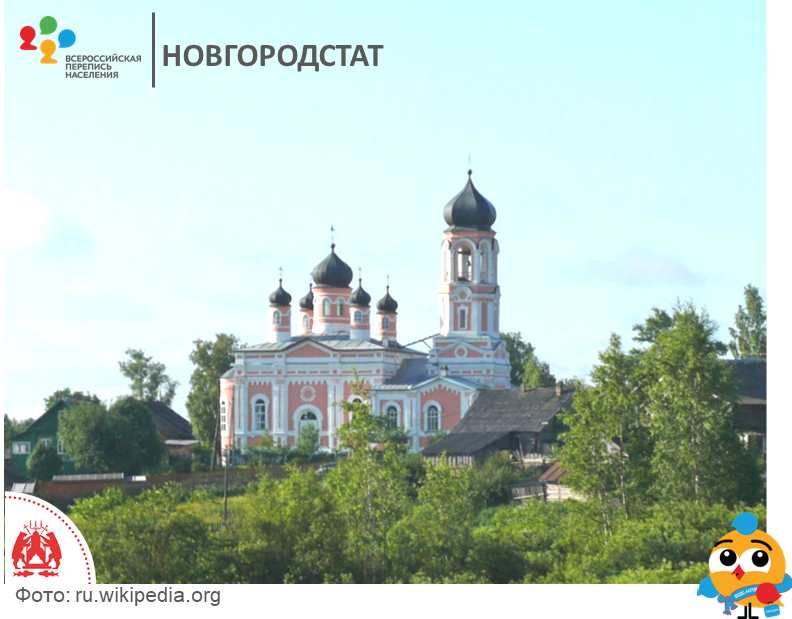 ВСЕРОССИЙСКАЯ
ПЕРЕПИСЬ
НАСЕЛЕНИЯ
НОВГОРОДСТАТ
Фото: ru.wikipedia.org